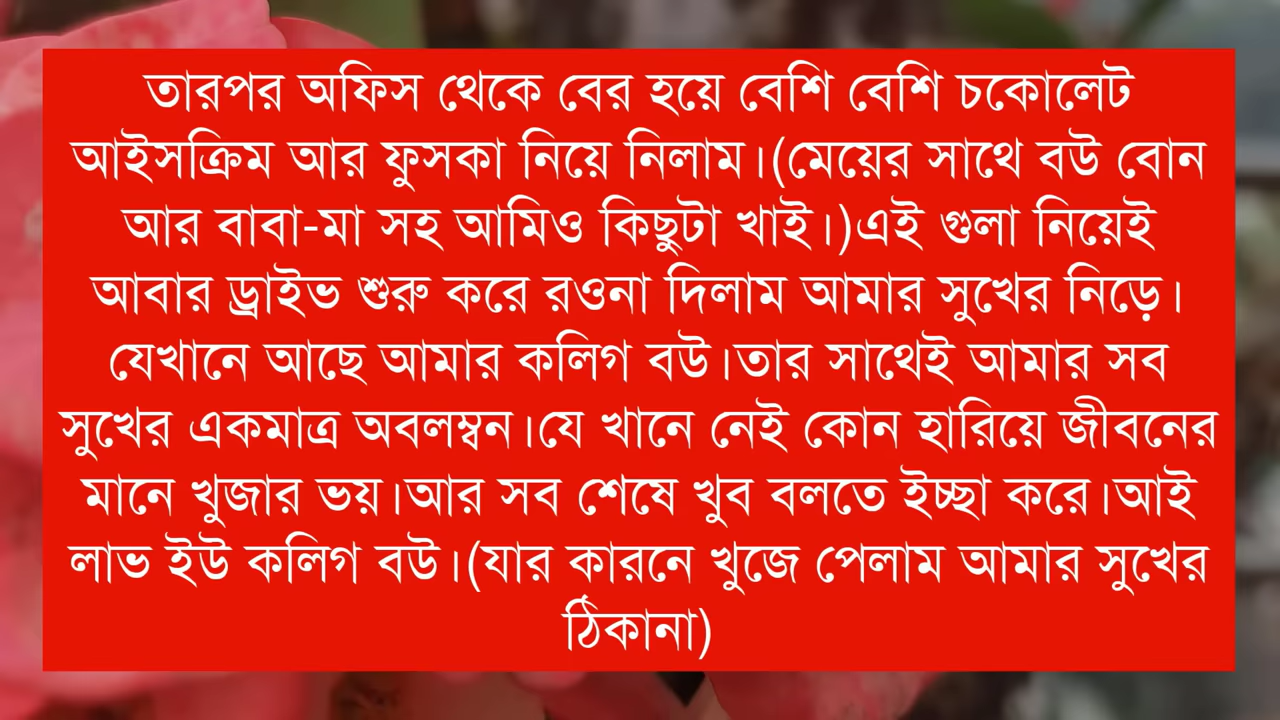 তারপর অফিস থেকে বের হয়ে বেশি বেশি চকোলেট
আইসক্রিম আর ফুসকা নিয়ে নিলাম।(মেয়ের সাথে বউ বোন
আর বাবা-মা সহ আমিও কিছুটা খাই।)এই গুলা নিয়েই
আবার ড্রাইভ শুরু করে রওনা দিলাম আমার সুখের নিড়ে।
যেখানে আছে আমার কলিগ বউ।তার সাথেই আমার সব
সুখের একমাত্র অবলম্বন।যে খানে নেই কোন হারিয়ে জীবনের
মানে খুজার ভয়।আর সব শেষে খুব বলতে ইচ্ছা করে।আই
লাভ ইউ কলিগ বউ।(যার কারনে খুজে পেলাম আমার সুখের
ঠিকানা)